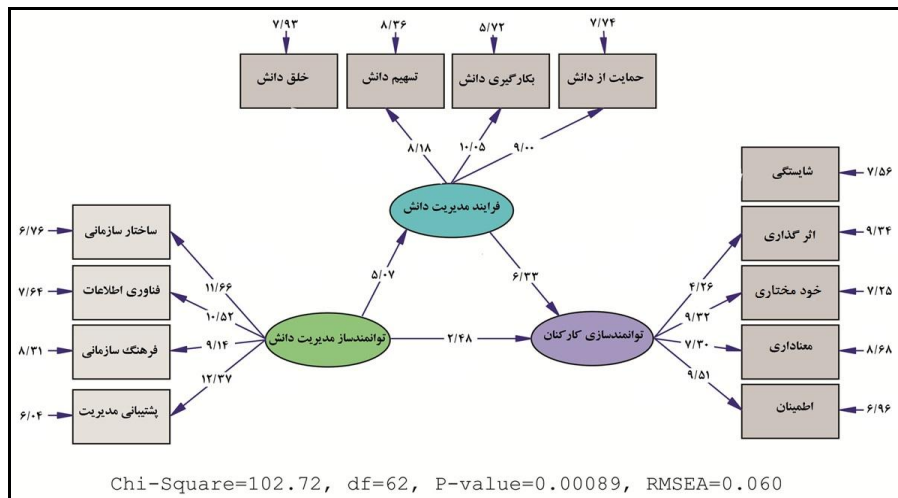 ۷/۹۳
۸/۳۶
۵/۷۲
۷/۷۴
خلق دانش
تسهیم دانش
بکارگیری دانش
حمایت از دانش
۸/۱۸
۱۰/۰۵
۹/۰۰
فرایند مدیریت دانش
شایستگی
۷/۵۶
اثر گذاری
۹/۳۴
خود مختاری
۷/۲۵
معناداری
۸/۶۸
اطمینان
۶/۹۶
۴/۲۶
۹/۳۲
۷/۳۰
۹/۵۱
۶/۳۳
۵/۰۷
۲/۴۸
توانمندسازی کارکنان
توانمندساز مدیریت دانش
ساختار سازمانی
۶/۷۶
فناوری اطلاعات
۷/۶۴
فرهنگ سازمانی
۸/۳۱
پشتیبانی مدیریت
۶/۰۴
۱۱/۶۶
۱۰/۵۲
۹/۱۴
۱۲/۳۷
Chi-Square=102.72, df=62, P-value=0.00089, RMSEA=0.060